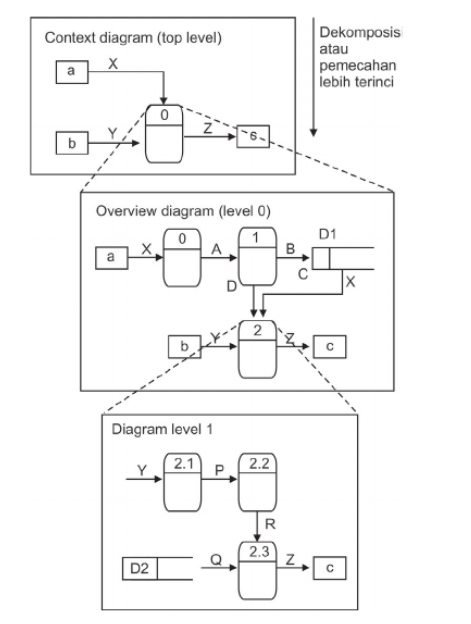 Context diagram (top level)
Dekomposisi
atau
pemecahan
lebih terinci
a
X
0
b
Y
Z
c
Overview diagram (level 0)
a
X
0
A
1
B
D1
C
D
X
b
Y
2
Z
c
Diagram level 1
Y
2.1
P
2.2
R
D2
Q
2.3
Z
c